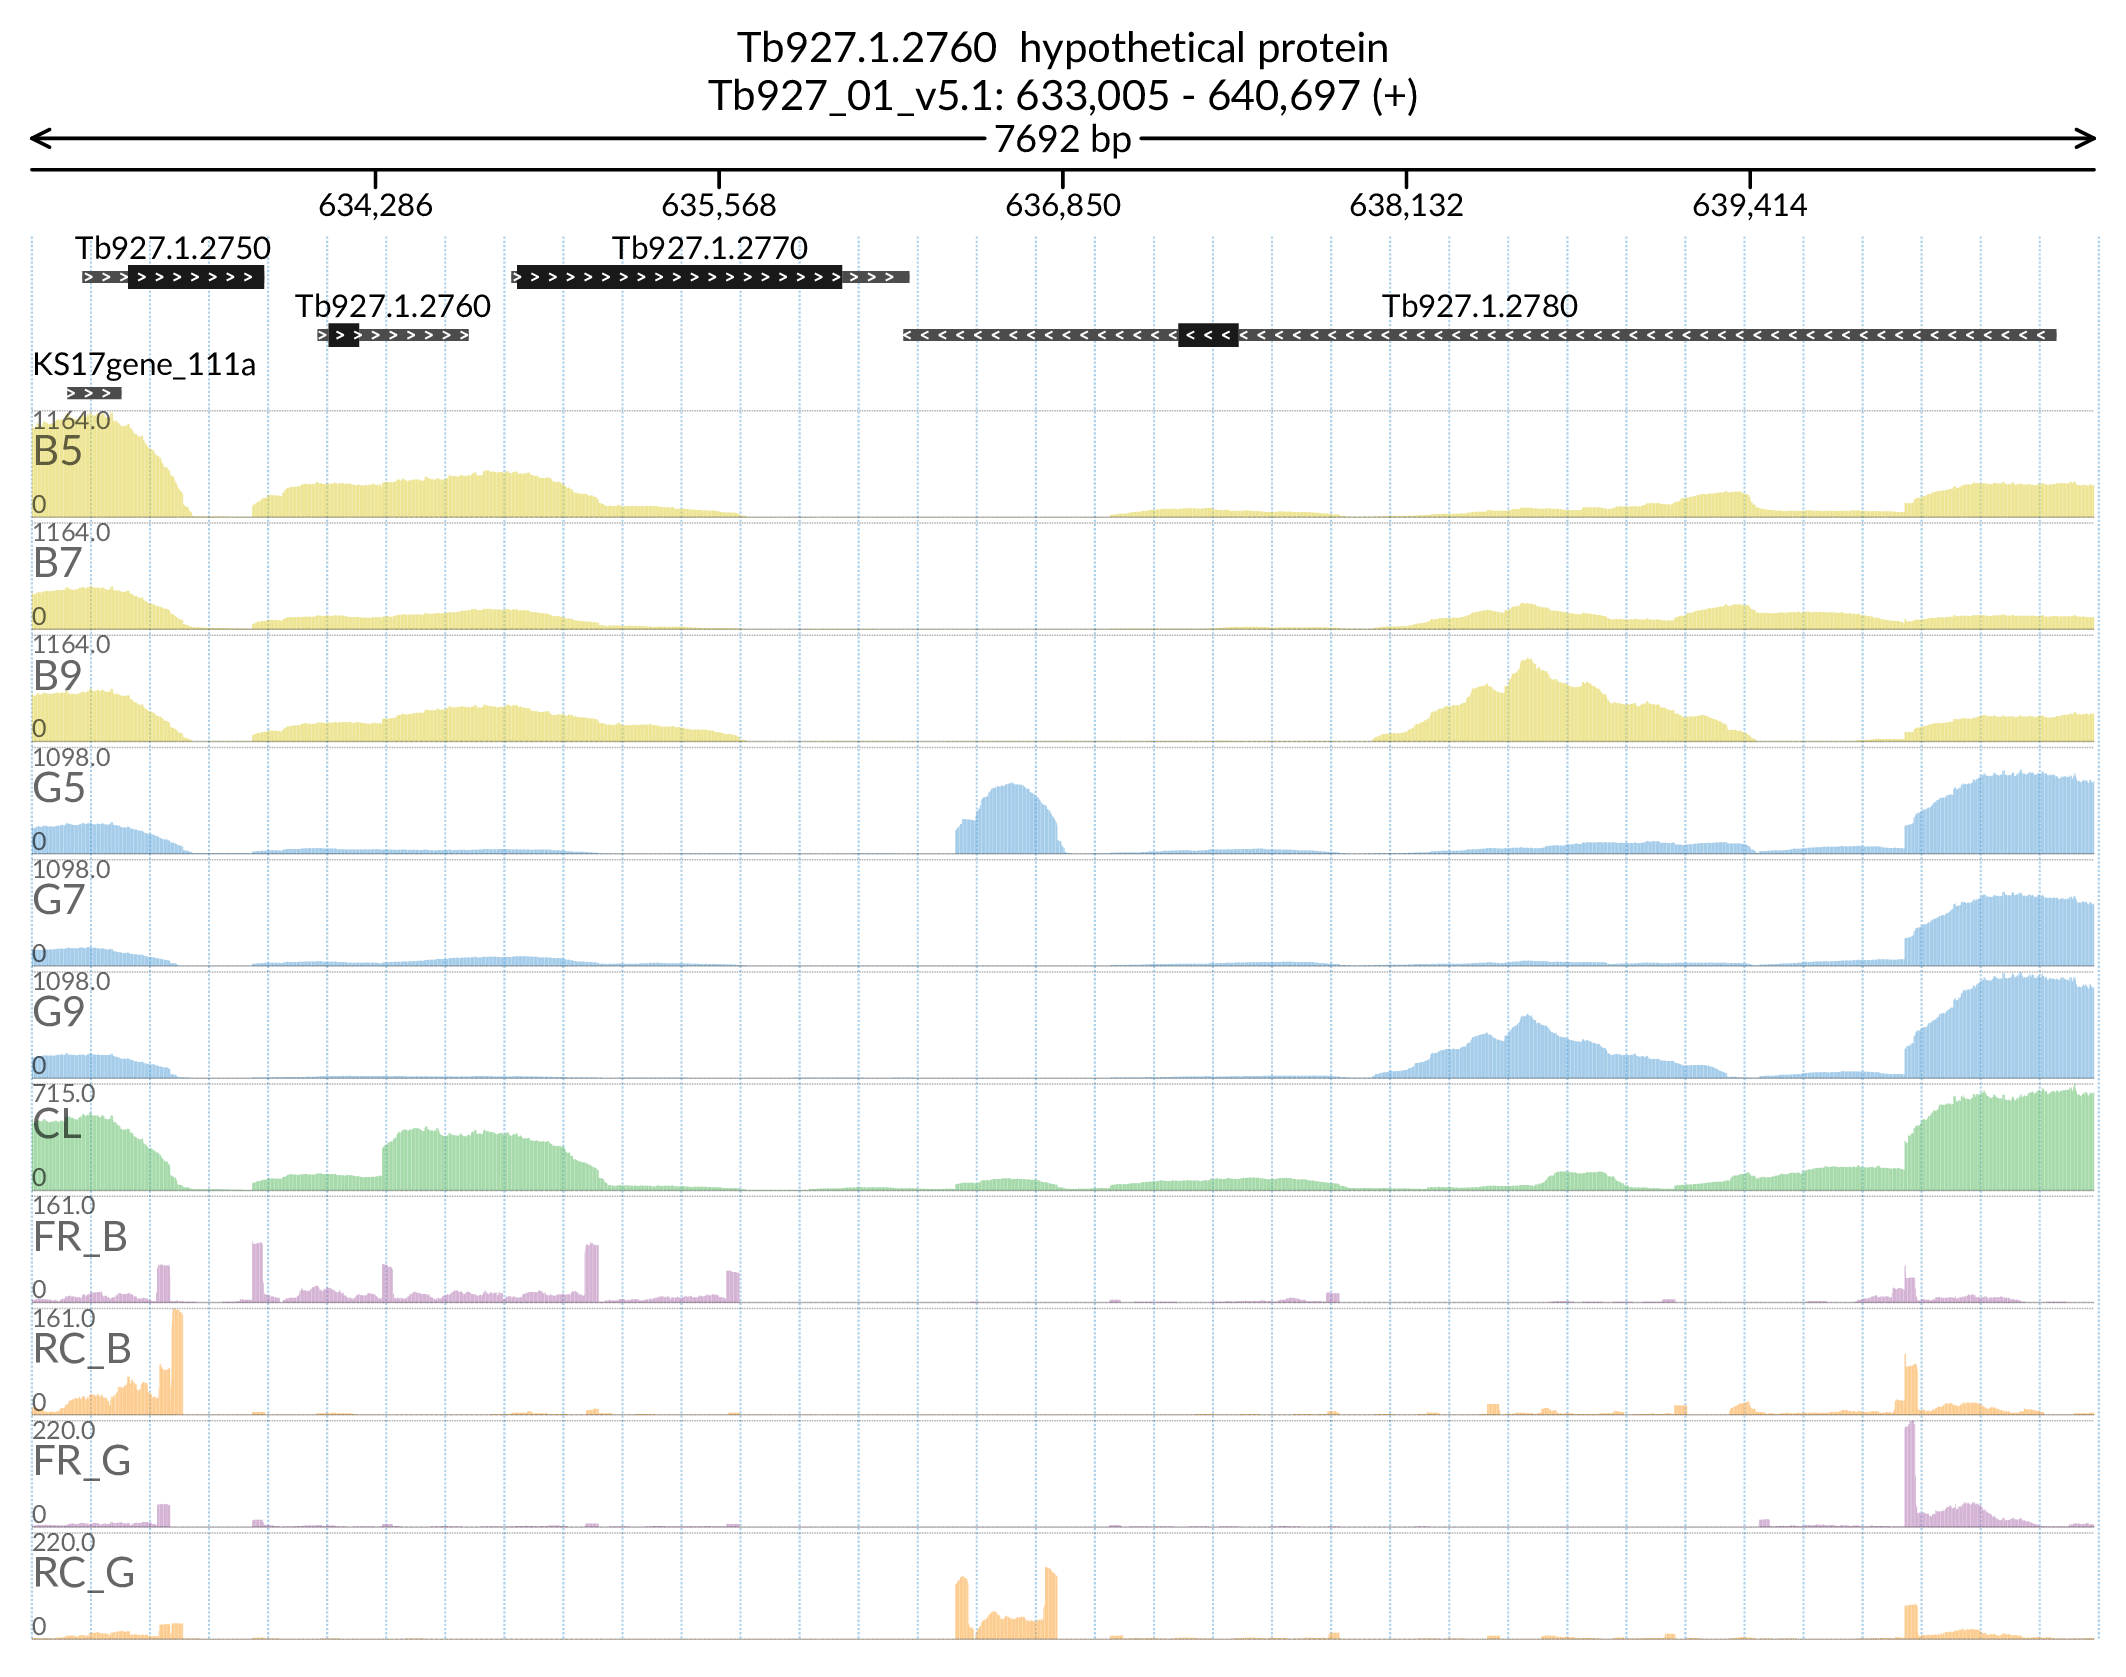 Tb927.1.2760  hypothetical protein
Tb927_01_v5.1: 633,005 - 640,697 (+)
7692 bp
634,286 635,568 636,850 638,132 639,414
Tb927.1.2750 Tb927.1.2770
Tb927.1.2760 Tb927.1.2780
KS17gene_111a
1164.0
B5
0
1164.0
B7
0
1164.0
B9
0
1098.0
G5
0
1098.0
G7
0
1098.0
G9
0
715.0
CL
0
161.0
FR_B
0
161.0
RC_B
0
220.0
FR_G
0
220.0
RC_G
0